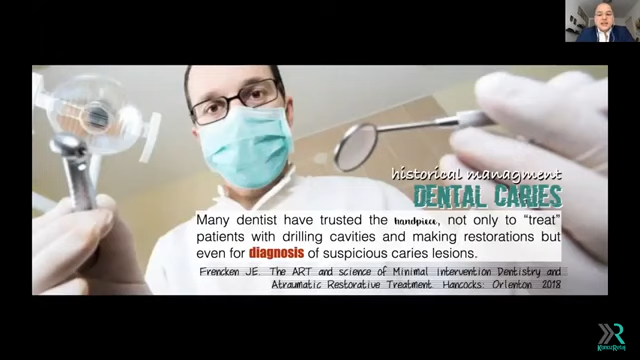 historical managment
DENTAL CARIES
Many dentist have trusted the handpiece, not only to “treat”
patients with drilling cavities and making restorations but
even for diagnosis of suspicious caries lesions.
Frencken JE. The ART and science of Minimal Intervention Dentistry and
Atraumatic Restorative Treatment. Hancocks: Orlenton. 2018